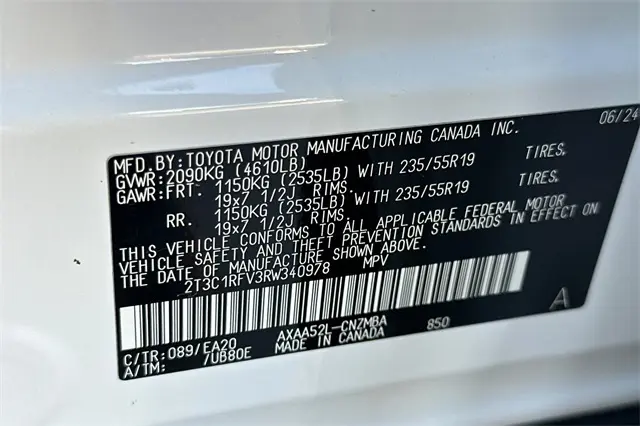 06/24
MFD.BY:TOYOTA MOTOR MANUFACTURING CANADA INC.
GVWR:2090KG (4610LB)
GAWR:FRT. 1150KG (2535LB) WITH 235/55R19 TIRES,
19x7 1/2J RIMS.
RR. 1150KG (2535LB) WITH 235/55R19 TIRES,
19x7 1/2J RIMS.
THIS VEHICLE CONFORMS TO ALL APPLICABLE FEDERAL MOTOR
VEHICLE SAFETY AND THEFT PREVENTION STANDARDS IN EFFECT ON
THE DATE OF MANUFACTURE SHOWN ABOVE.
2T3C1RFV3RW340978 MPV
A
C/TR:089/EA20 AXAA52L-CNZMBA 850
A/TM: /UB80E MADE IN CANADA